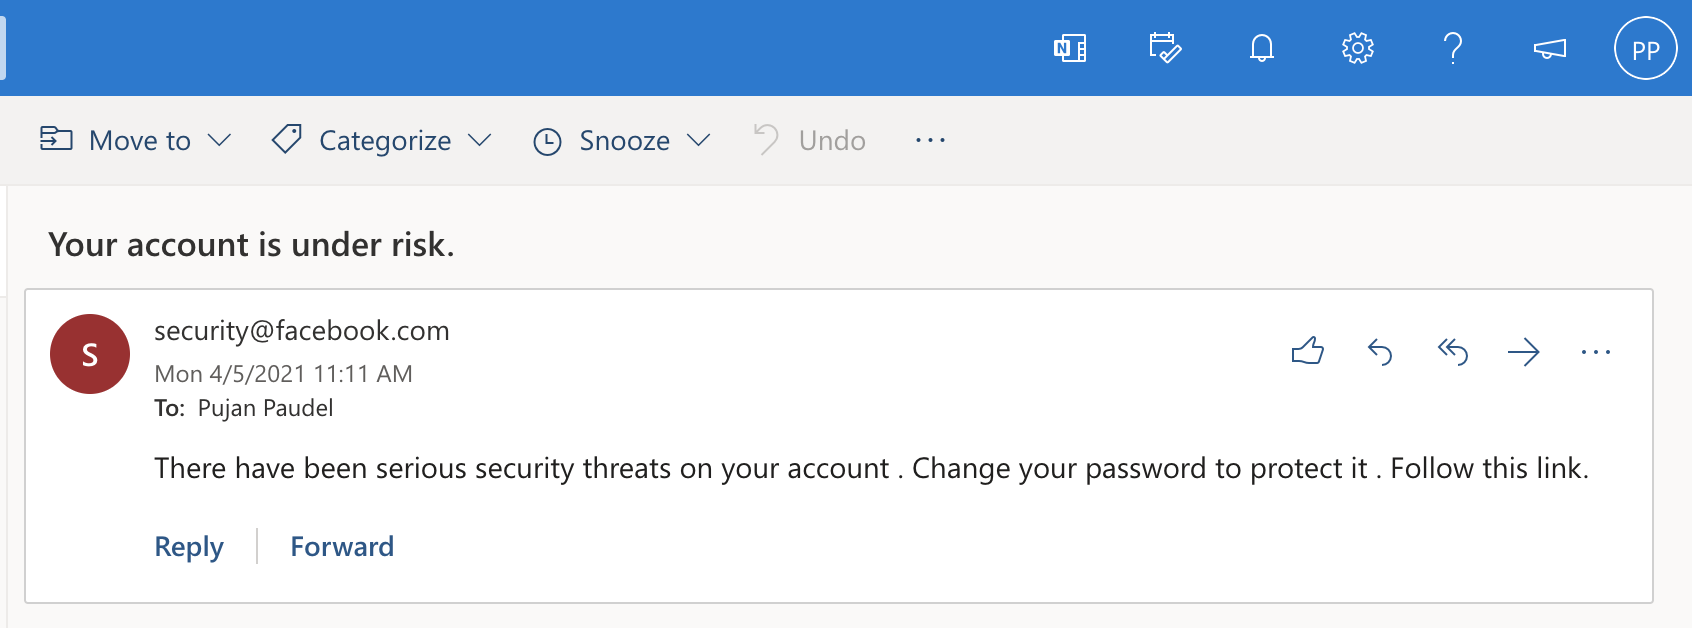 N PP
Move to Categorize Snooze Undo ...
Your account is under risk.
S
security@facebook.com
Mon 4/5/2021 11:11 AM
To: Pujan Paudel
There have been serious security threats on your account . Change your password to protect it . Follow this link.
Reply Forward